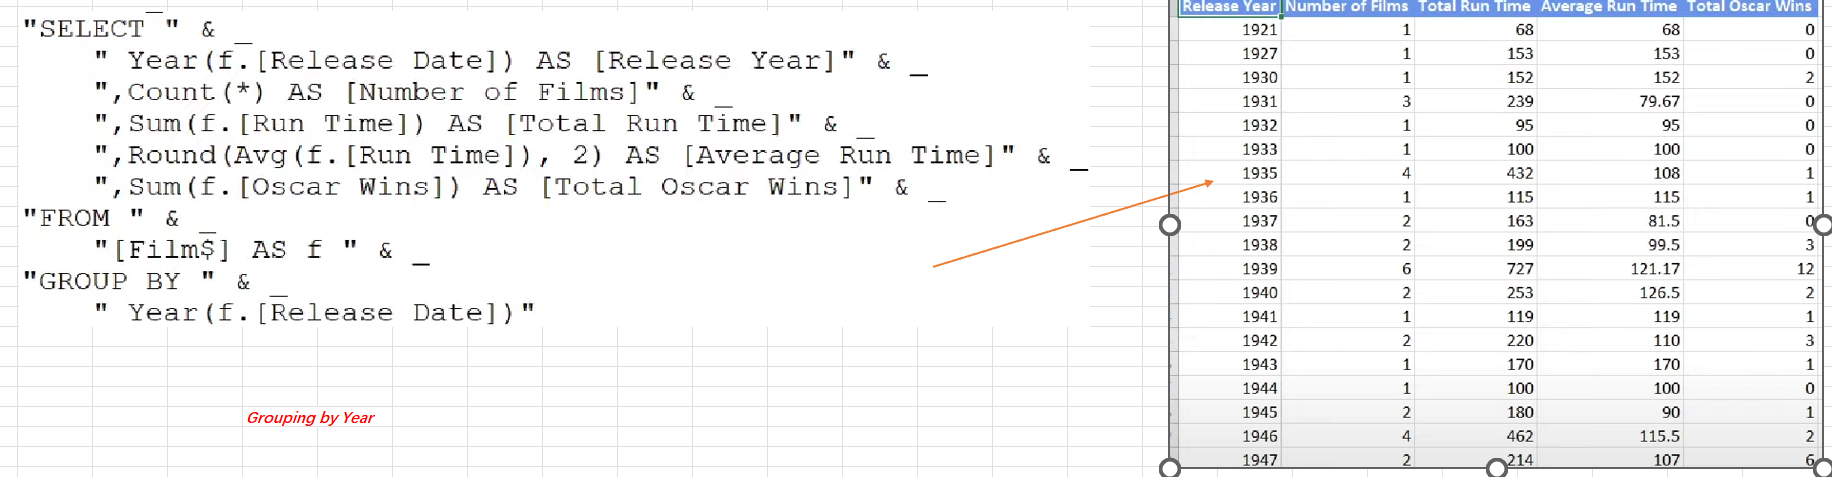 "SELECT " & _
" Year(f.[Release Date]) AS [Release Year]" & _
",Count(*) AS [Number of Films]" & _
",Sum(f.[Run Time]) AS [Total Run Time]" & _
",Round(Avg(f.[Run Time]), 2) AS [Average Run Time]" & _
",Sum(f.[Oscar Wins]) AS [Total Oscar Wins]" & _
"FROM " & _
"[Film$] AS f " & _
"GROUP BY " & _
" Year(f.[Release Date])"
Grouping by Year
Release Year Number of Films Total Run Time Average Run Time Total Oscar Wins
1921 1 68 68 0
1927 1 153 153 0
1930 1 152 152 2
1931 3 239 79.67 0
1932 1 95 95 0
1933 1 100 100 0
1935 4 432 108 1
1936 1 115 115 1
1937 2 163 81.5 0
1938 2 199 99.5 3
1939 6 727 121.17 12
1940 2 253 126.5 2
1941 1 119 119 1
1942 2 220 110 3
1943 1 170 170 1
1944 1 100 100 0
1945 2 180 90 1
1946 4 462 115.5 2
1947 2 214 107 6